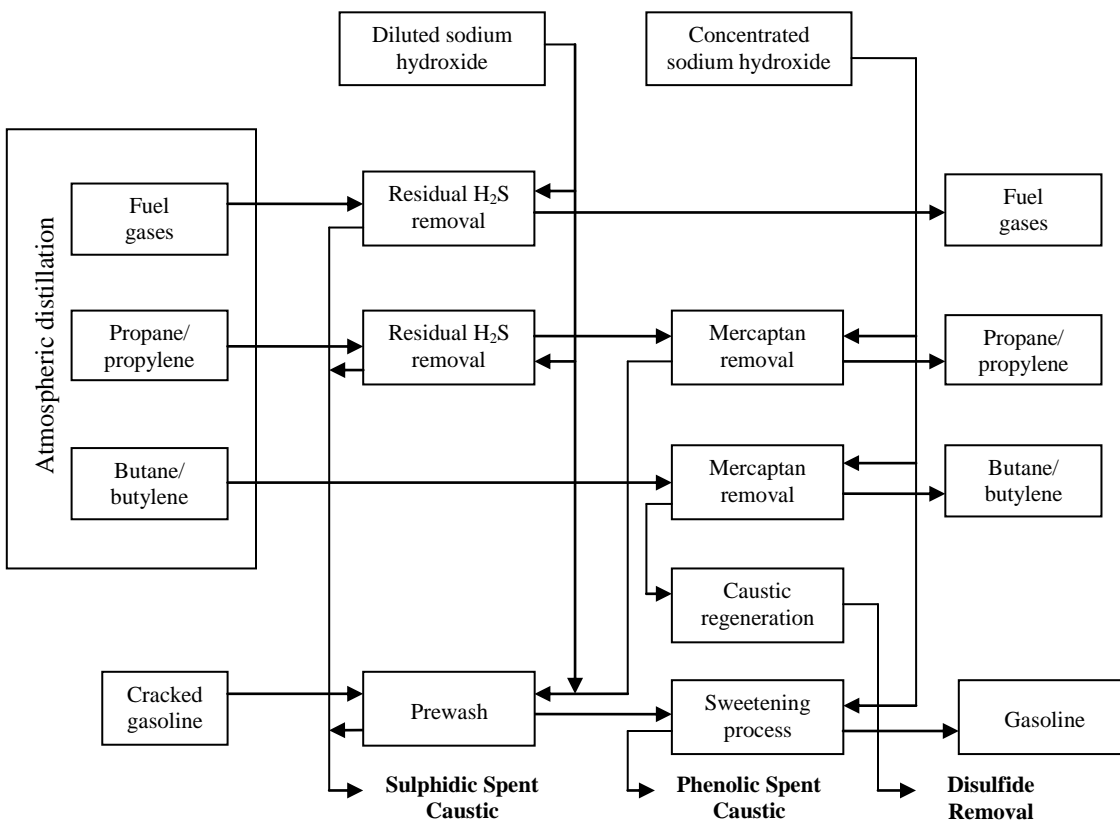 Diluted sodium
hydroxide
Concentrated
sodium hydroxide
Atmospheric distillation
Fuel
gases
Residual H₂S
removal
Fuel
gases
Propane/
propylene
Residual H₂S
removal
Mercaptan
removal
Propane/
propylene
Butane/
butylene
Mercaptan
removal
Butane/
butylene
Caustic
regeneration
Cracked
gasoline
Prewash
Sweetening
process
Gasoline
Sulphidic Spent
Caustic
Phenolic Spent
Caustic
Disulfide
Removal